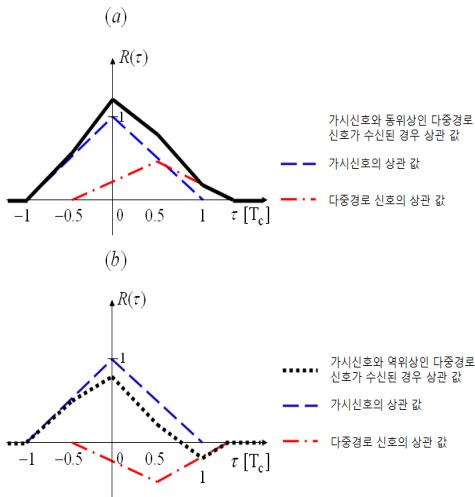 (a)
R(τ)
1
−1
−0.5
0
0.5
1
τ [Tc]
가시신호와 동위상인 다중경로
신호가 수신된 경우 상관 값
가시신호의 상관 값
다중경로 신호의 상관 값
(b)
R(τ)
1
−1
−0.5
0
0.5
1
τ [Tc]
가시신호와 역위상인 다중경로
신호가 수신된 경우 상관 값
가시신호의 상관 값
다중경로 신호의 상관 값